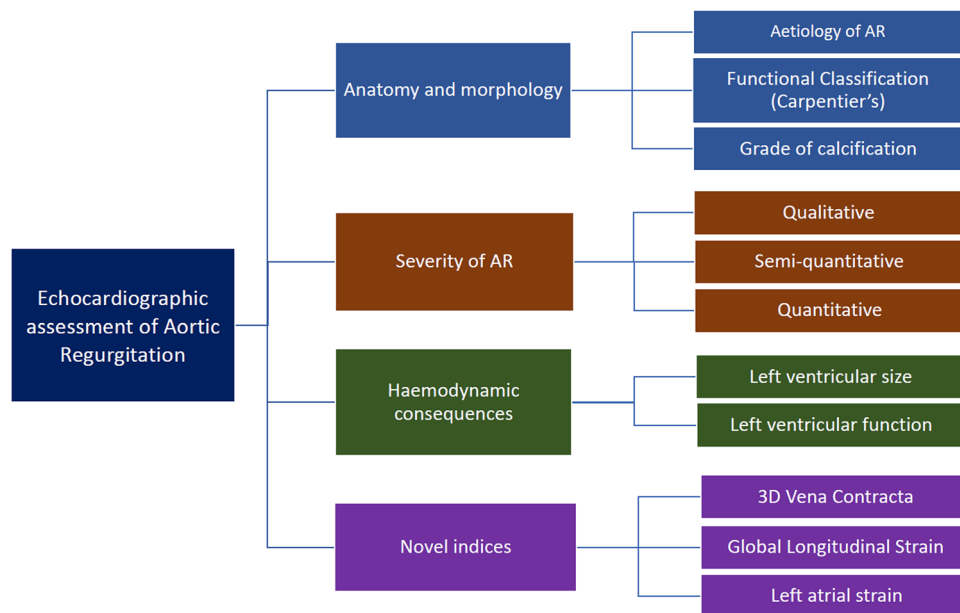 Echocardiographic
assessment of Aortic
Regurgitation
Anatomy and morphology
Aetiology of AR
Functional Classification
(Carpentier's)
Grade of calcification
Severity of AR
Qualitative
Semi-quantitative
Quantitative
Haemodynamic
consequences
Left ventricular size
Left ventricular function
Novel indices
3D Vena Contracta
Global Longitudinal Strain
Left atrial strain